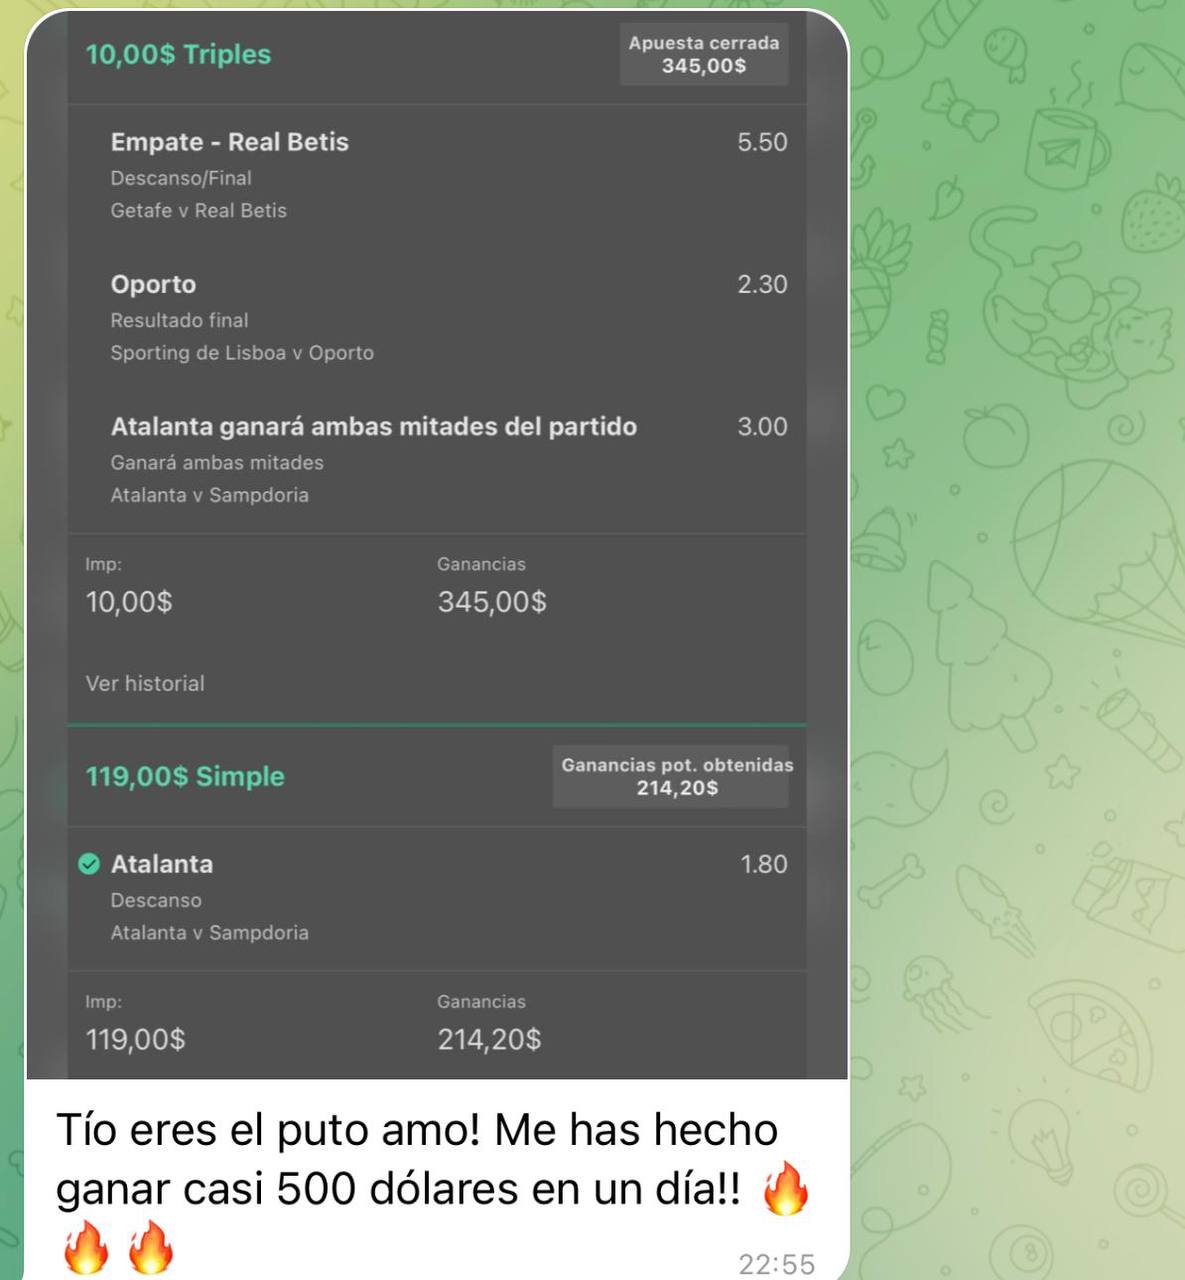 10,00$ Triples
Apuesta cerrada
345,00$
Empate - Real Betis 5.50
Descanso/Final
Getafe v Real Betis
Oporto 2.30
Resultado final
Sporting de Lisboa v Oporto
Atalanta ganará ambas mitades del partido 3.00
Ganará ambas mitades
Atalanta v Sampdoria
Imp: Ganancias
10,00$ 345,00$
Ver historial
119,00$ Simple
Ganancias pot. obtenidas
214,20$
Atalanta 1.80
Descanso
Atalanta v Sampdoria
Imp: Ganancias
119,00$ 214,20$
Tío eres el puto amo! Me has hecho
ganar casi 500 dólares en un día!! 🔥
🔥 🔥
22:55